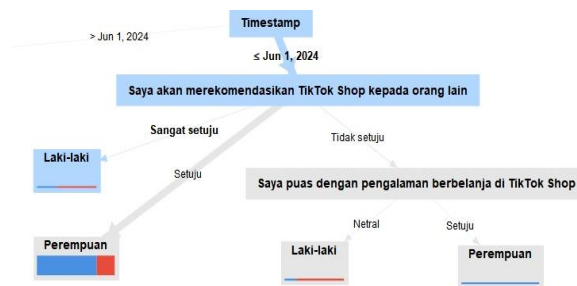 Timestamp
> Jun 1, 2024
≤ Jun 1, 2024
Saya akan merekomendasikan TikTok Shop kepada orang lain
Sangat setuju
Tidak setuju
Laki-laki
Setuju
Saya puas dengan pengalaman berbelanja di TikTok Shop
Netral
Setuju
Perempuan
Laki-laki
Perempuan